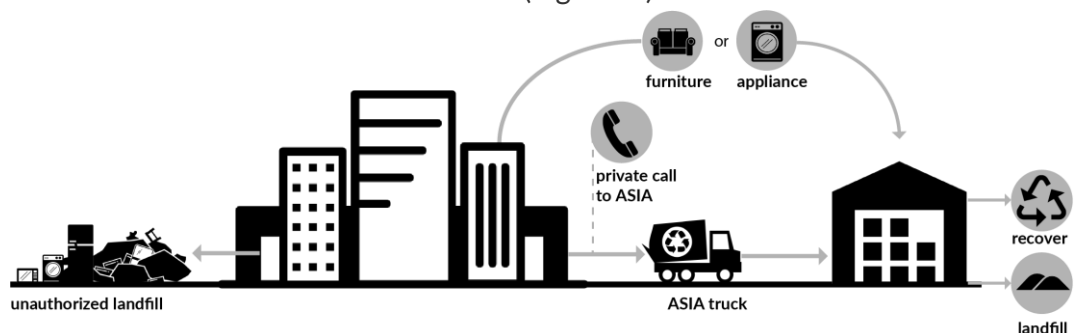 or
furniture
appliance
private call
to ASIA
recover
unauthorized landfill
ASIA truck
landfill